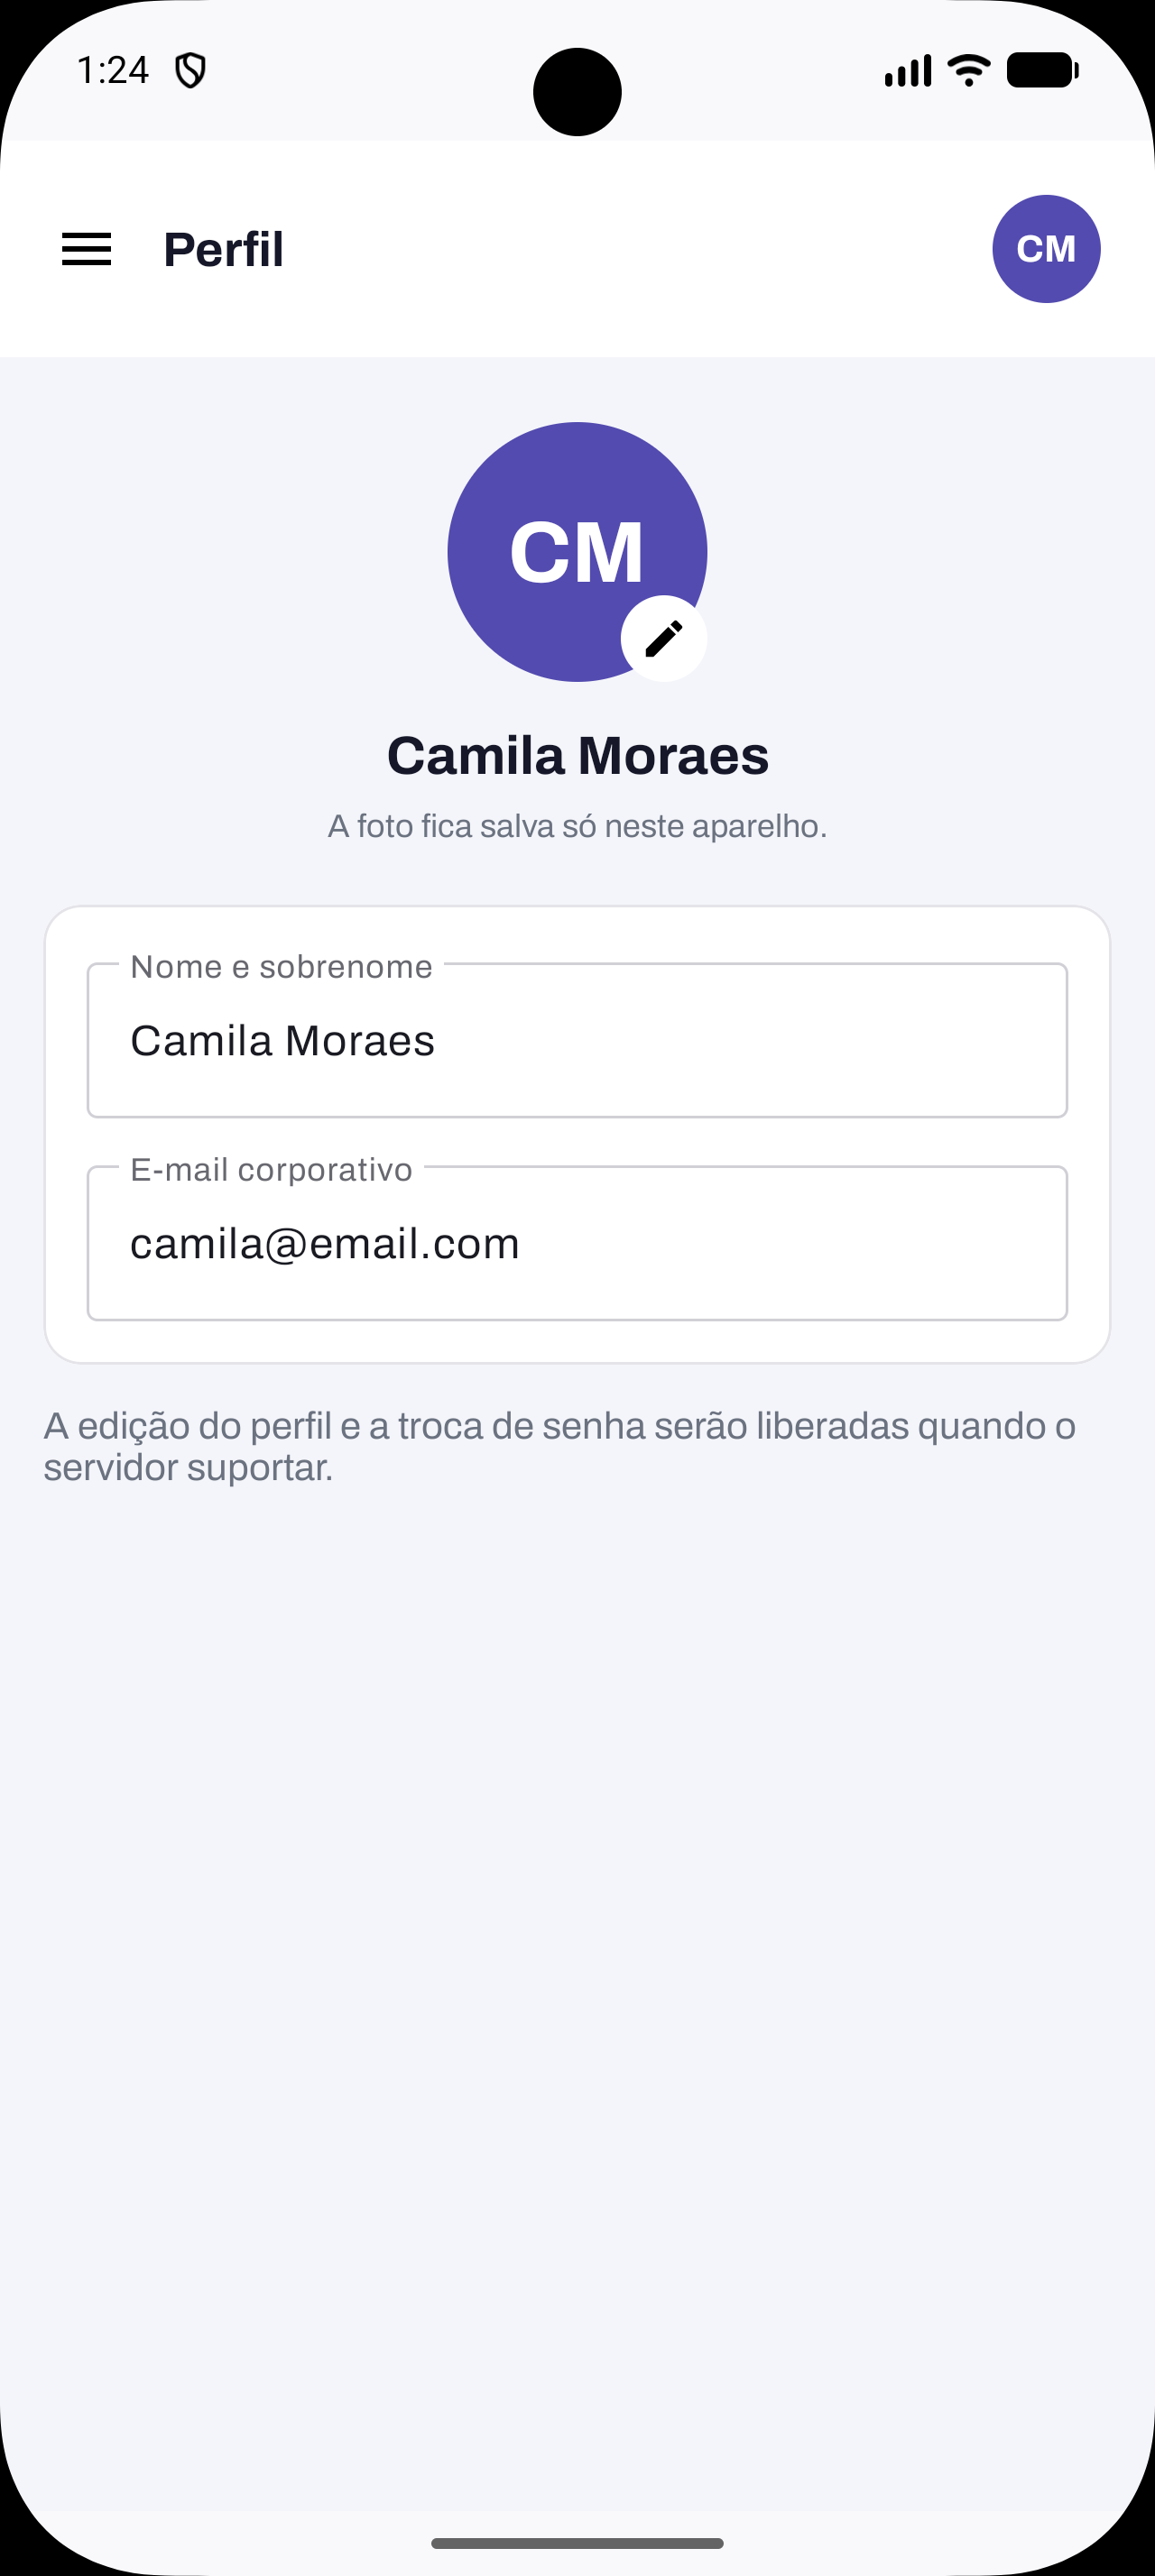 1:24
Perfil
CM
CM
Camila Moraes
A foto fica salva só neste aparelho.
Nome e sobrenome
Camila Moraes
E-mail corporativo
camila@email.com
A edição do perfil e a troca de senha serão liberadas quando o
servidor suportar.